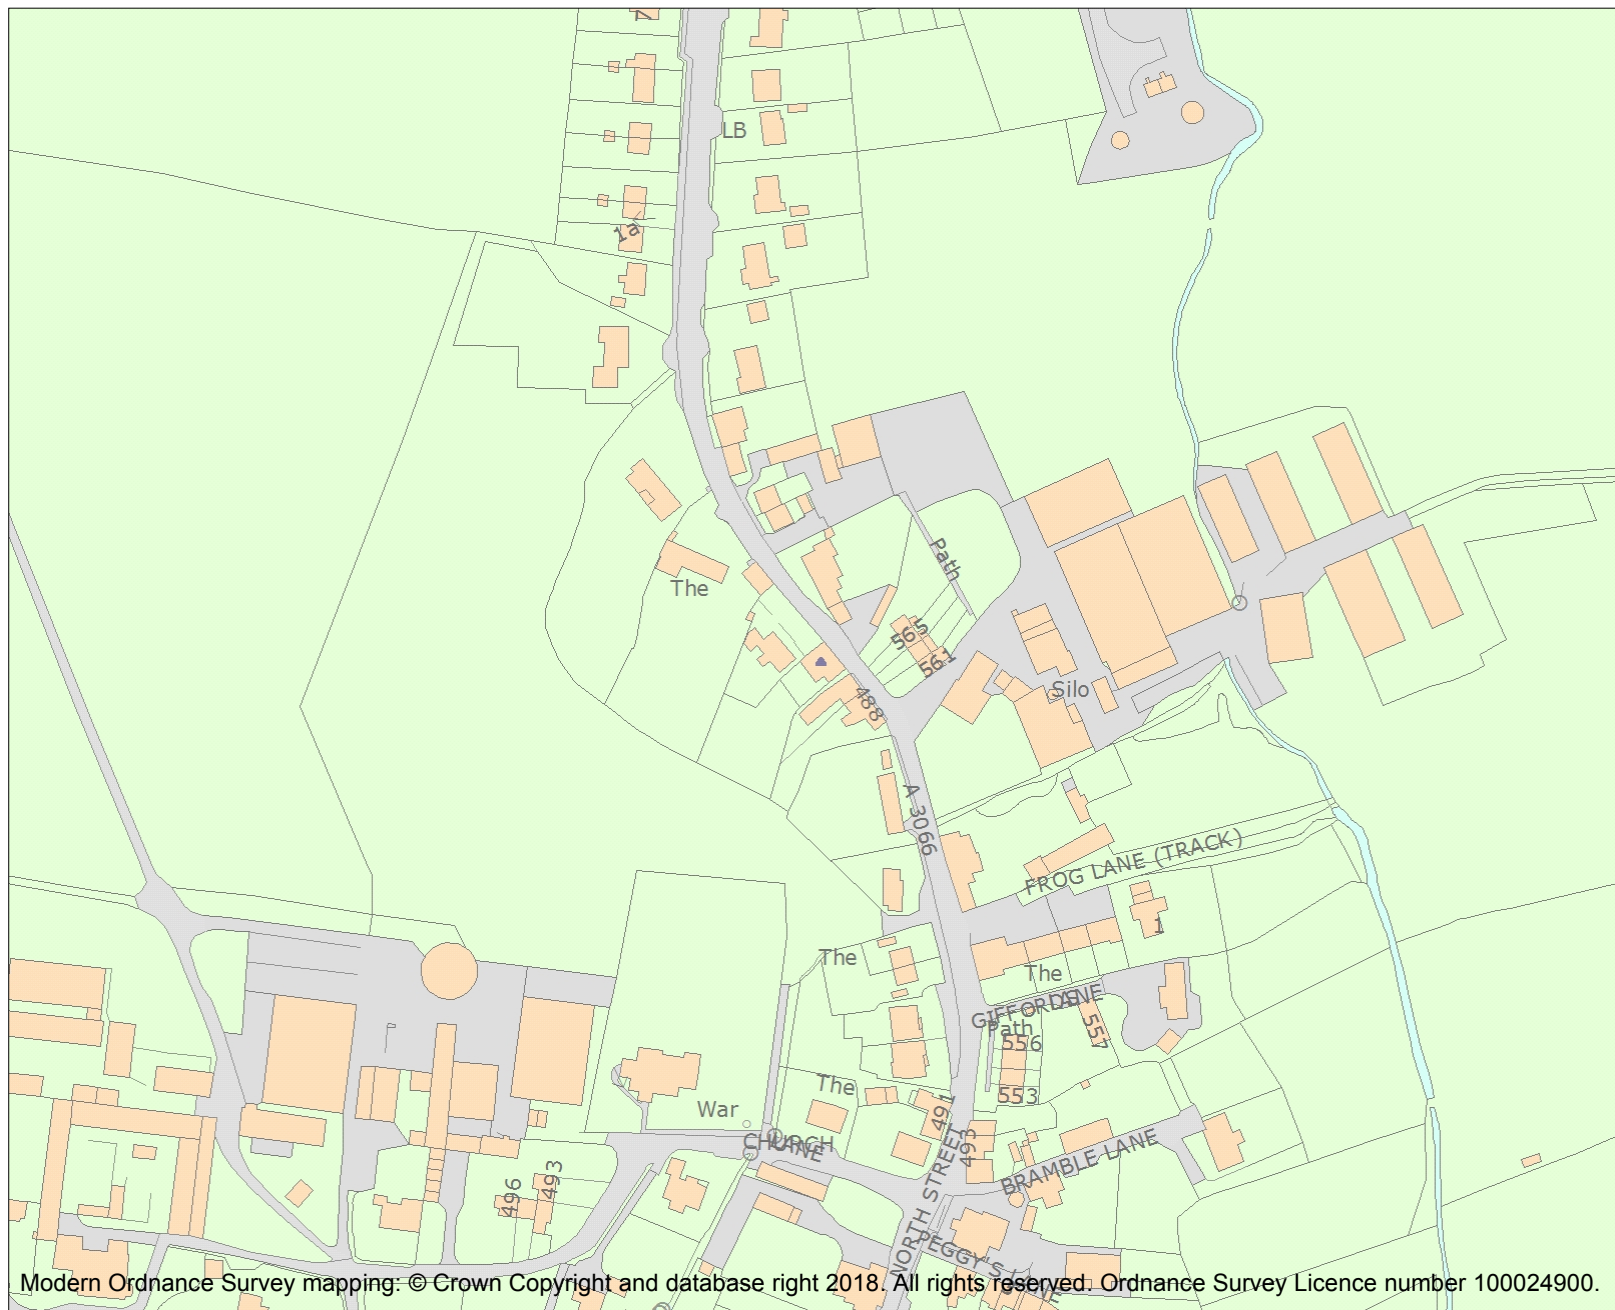 7
LB
1a
Path
The
565
561
488
Silo
A 3066
FROG LANE (TRACK)
1
The
The
GIFFORDS LANE
Path
557
556
553
The
War
491
CHURCH LANE
493
BRAMBLE LANE
493
496
NORTH STREET
PEGGY'S LANE
Modern Ordnance Survey mapping: © Crown Copyright and database right 2018. All rights reserved. Ordnance Survey Licence number 100024900.